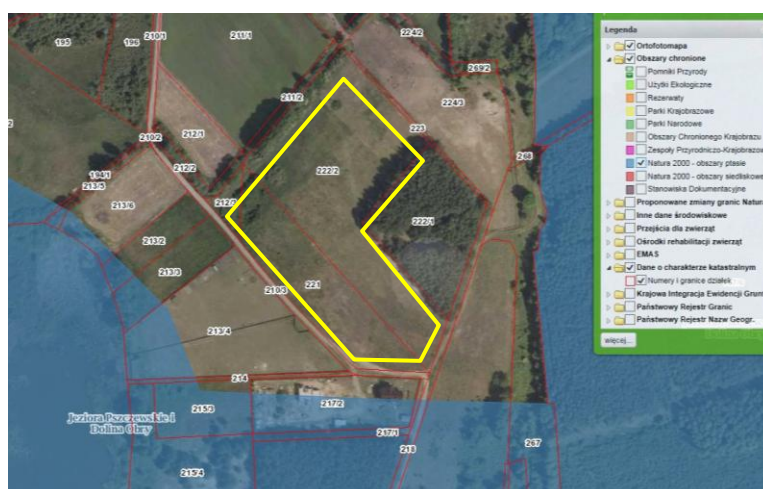 195
196
210/1
211/1
224/2
269/2
224/3
211/2
210/2
212/1
223
268
212/2
222/2
194/1
213/5
213/6
212/3
222/1
213/2
213/3
221
210/3
213/4
214
215/3
217/2
Jeziora Pszczewskie i
Dolina Obry
217/1
218
267
215/4
Legenda
Ortofotomapa
Obszary chronione
Pomniki Przyrody
Użytki Ekologiczne
Rezerwaty
Parki Krajobrazowe
Parki Narodowe
Obszary Chronionego Krajobrazu
Zespoły Przyrodniczo-Krajobrazow
Natura 2000 - obszary ptasie
Natura 2000 - obszary siedliskowe
Stanowiska Dokumentacyjne
Proponowane zmiany granic Natur
Inne dane środowiskowe
Przejścia dla zwierząt
Ośrodki rehabilitacji zwierząt
EMAS
Dane o charakterze katastralnym
Numery i granice działek
Krajowa Integracja Ewidencji Grunt
Państwowy Rejestr Granic
Państwowy Rejestr Nazw Geogr.
więcej...